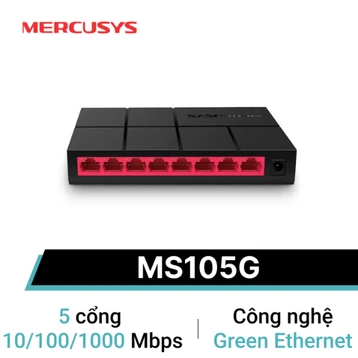 MERCUSYS
MS105G
5 cổng
10/100/1000 Mbps
Công nghệ
Green Ethernet